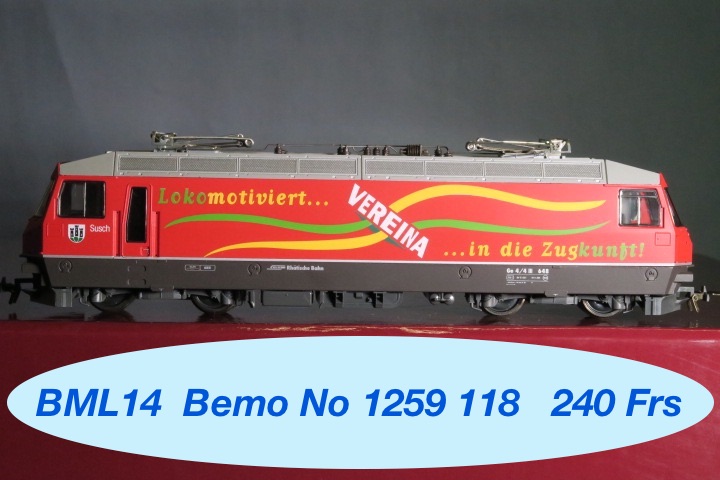 Lokomotiviert...
VEREINA
...in die Zugkunft!
Susch
Rhätische Bahn
Ge 4/4 III 648
BML14 Bemo No 1259 118 240 Frs